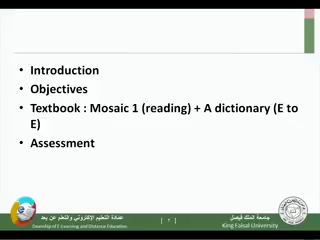 • Introduction
• Objectives
• Textbook : Mosaic 1 (reading) + A dictionary (E to
E)
• Assessment
عمادة التعليم الإلكتروني والتعلم عن بعد
Deanship of E-Learning and Distance Education
[ ٢ ]
جامعة الملك فيصل
King Faisal University